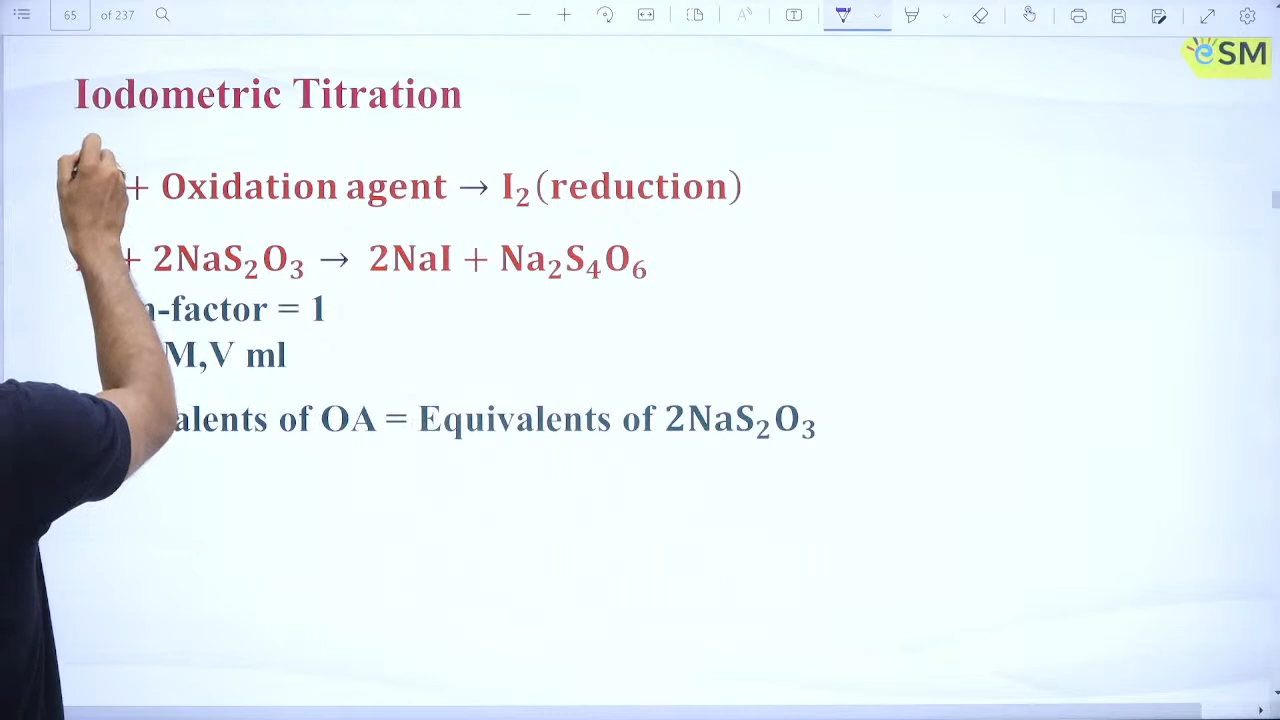 65 of 237
eSM
Iodometric Titration
+ Oxidation agent → I₂(reduction)
+ 2NaS₂O₃ → 2NaI + Na₂S₄O₆
n-factor = 1
M,V ml
alents of OA = Equivalents of 2NaS₂O₃